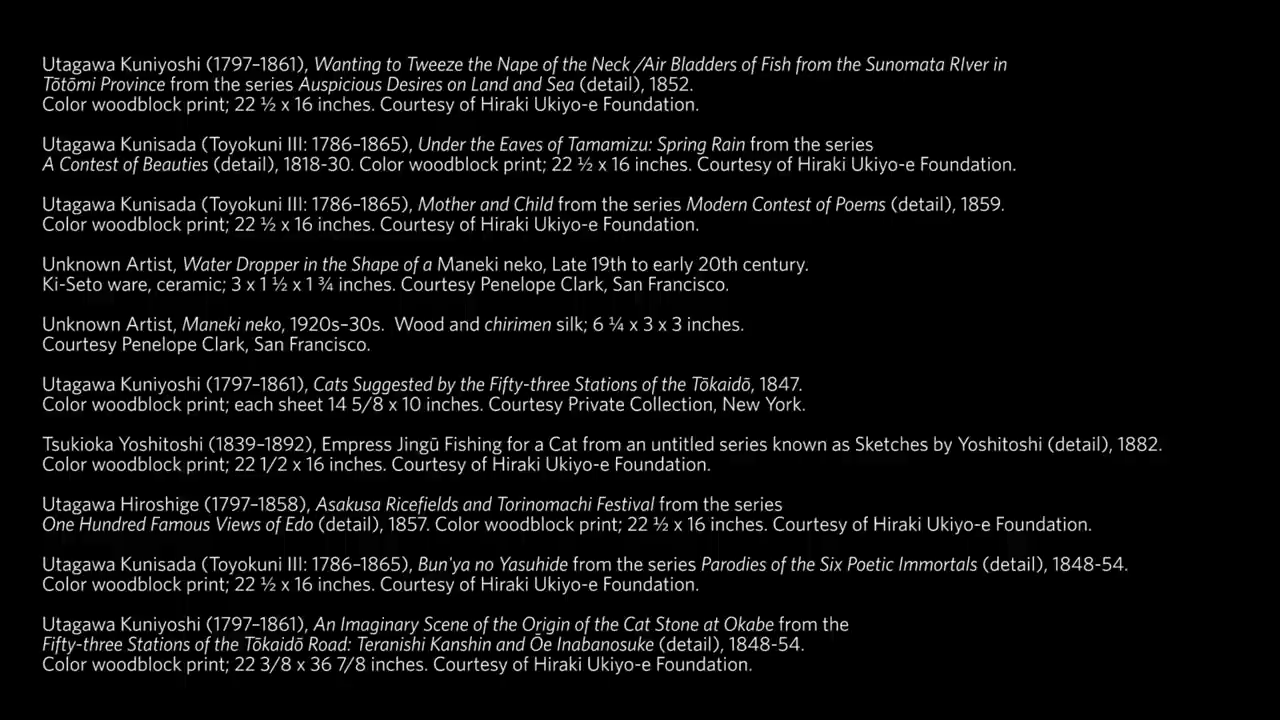 Utagawa Kuniyoshi (1797–1861), Wanting to Tweeze the Nape of the Neck /Air Bladders of Fish from the Sunomata RIver in
Tōtōmi Province from the series Auspicious Desires on Land and Sea (detail), 1852.
Color woodblock print; 22 ½ x 16 inches. Courtesy of Hiraki Ukiyo-e Foundation.
Utagawa Kunisada (Toyokuni III: 1786–1865), Under the Eaves of Tamamizu: Spring Rain from the series
A Contest of Beauties (detail), 1818-30. Color woodblock print; 22 ½ x 16 inches. Courtesy of Hiraki Ukiyo-e Foundation.
Utagawa Kunisada (Toyokuni III: 1786–1865), Mother and Child from the series Modern Contest of Poems (detail), 1859.
Color woodblock print; 22 ½ x 16 inches. Courtesy of Hiraki Ukiyo-e Foundation.
Unknown Artist, Water Dropper in the Shape of a Maneki neko, Late 19th to early 20th century.
Ki-Seto ware, ceramic; 3 x 1 ½ x 1 ¾ inches. Courtesy Penelope Clark, San Francisco.
Unknown Artist, Maneki neko, 1920s–30s. Wood and chirimen silk; 6 ¼ x 3 x 3 inches.
Courtesy Penelope Clark, San Francisco.
Utagawa Kuniyoshi (1797–1861), Cats Suggested by the Fifty-three Stations of the Tōkaidō, 1847.
Color woodblock print; each sheet 14 5/8 x 10 inches. Courtesy Private Collection, New York.
Tsukioka Yoshitoshi (1839–1892), Empress Jingū Fishing for a Cat from an untitled series known as Sketches by Yoshitoshi (detail), 1882.
Color woodblock print; 22 1/2 x 16 inches. Courtesy of Hiraki Ukiyo-e Foundation.
Utagawa Hiroshige (1797–1858), Asakusa Ricefields and Torinomachi Festival from the series
One Hundred Famous Views of Edo (detail), 1857. Color woodblock print; 22 ½ x 16 inches. Courtesy of Hiraki Ukiyo-e Foundation.
Utagawa Kunisada (Toyokuni III: 1786–1865), Bun'ya no Yasuhide from the series Parodies of the Six Poetic Immortals (detail), 1848-54.
Color woodblock print; 22 ½ x 16 inches. Courtesy of Hiraki Ukiyo-e Foundation.
Utagawa Kuniyoshi (1797–1861), An Imaginary Scene of the Origin of the Cat Stone at Okabe from the
Fifty-three Stations of the Tōkaidō Road: Teranishi Kanshin and Ōe Inabanosuke (detail), 1848-54.
Color woodblock print; 22 3/8 x 36 7/8 inches. Courtesy of Hiraki Ukiyo-e Foundation.